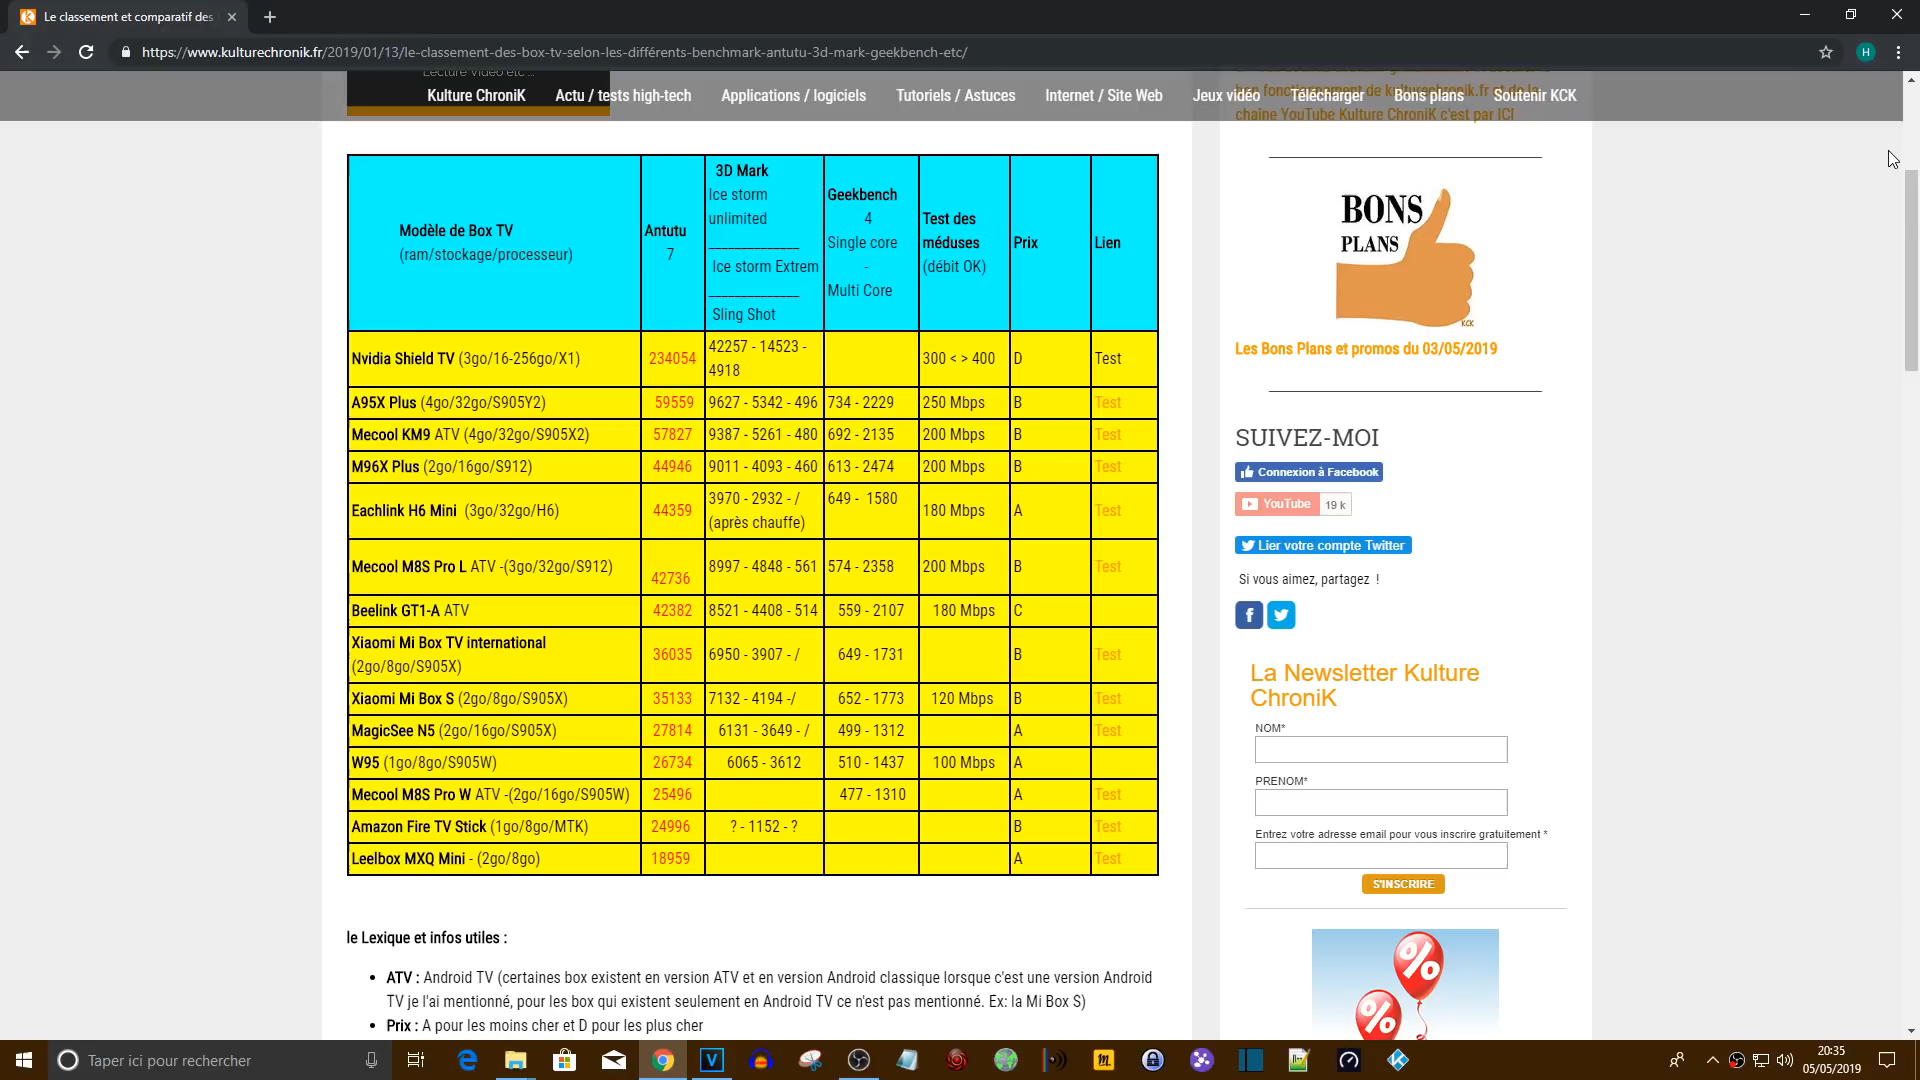 Le classement et comparatif des
https://www.kulturechronik.fr/2019/01/13/le-classement-des-box-tv-selon-les-différents-benchmark-antutu-3d-mark-geekbench-etc/
H
Lecture Vidéo etc ...
Kulture ChroniK Actu / tests high-tech Applications / logiciels Tutoriels / Astuces Internet / Site Web Jeux vidéo Télécharger Bons plans Soutenir KCK
bon fonctionnement de kulturechronik.fr et de la
chaîne YouTube Kulture ChroniK c'est par ICI
Modèle de Box TV
(ram/stockage/processeur)
Antutu
7
3D Mark
Ice storm
unlimited
______________
Ice storm Extrem
______________
Sling Shot
Geekbench
4
Single core
-
Multi Core
Test des
méduses
(débit OK)
Prix
Lien
Nvidia Shield TV (3go/16-256go/X1) 234054 42257 - 14523 - 300 < > 400 D Test
4918
A95X Plus (4go/32go/S905Y2) 59559 9627 - 5342 - 496 734 - 2229 250 Mbps B Test
Mecool KM9 ATV (4go/32go/S905X2) 57827 9387 - 5261 - 480 692 - 2135 200 Mbps B Test
M96X Plus (2go/16go/S912) 44946 9011 - 4093 - 460 613 - 2474 200 Mbps B Test
Eachlink H6 Mini (3go/32go/H6) 44359 3970 - 2932 - / 649 - 1580 180 Mbps A Test
(après chauffe)
Mecool M8S Pro L ATV -(3go/32go/S912) 42736 8997 - 4848 - 561 574 - 2358 200 Mbps B Test
Beelink GT1-A ATV 42382 8521 - 4408 - 514 559 - 2107 180 Mbps C
Xiaomi Mi Box TV international
(2go/8go/S905X) 36035 6950 - 3907 - / 649 - 1731 B Test
Xiaomi Mi Box S (2go/8go/S905X) 35133 7132 - 4194 -/ 652 - 1773 120 Mbps B Test
MagicSee N5 (2go/16go/S905X) 27814 6131 - 3649 - / 499 - 1312 A Test
W95 (1go/8go/S905W) 26734 6065 - 3612 510 - 1437 100 Mbps A
Mecool M8S Pro W ATV -(2go/16go/S905W) 25496 477 - 1310 A Test
Amazon Fire TV Stick (1go/8go/MTK) 24996 ? - 1152 - ? B Test
Leelbox MXQ Mini - (2go/8go) 18959 A Test
le Lexique et infos utiles :
• ATV : Android TV (certaines box existent en version ATV et en version Android classique lorsque c'est une version Android
TV je l'ai mentionné, pour les box qui existent seulement en Android TV ce n'est pas mentionné. Ex: la Mi Box S)
• Prix : A pour les moins cher et D pour les plus cher
BONS
PLANS
KCK
Les Bons Plans et promos du 03/05/2019
SUIVEZ-MOI
Connexion à Facebook
YouTube 19 k
Lier votre compte Twitter
Si vous aimez, partagez !
La Newsletter Kulture
ChroniK
NOM*
PRENOM*
Entrez votre adresse email pour vous inscrire gratuitement *
S'INSCRIRE
%
%
Taper ici pour rechercher
20:35
05/05/2019